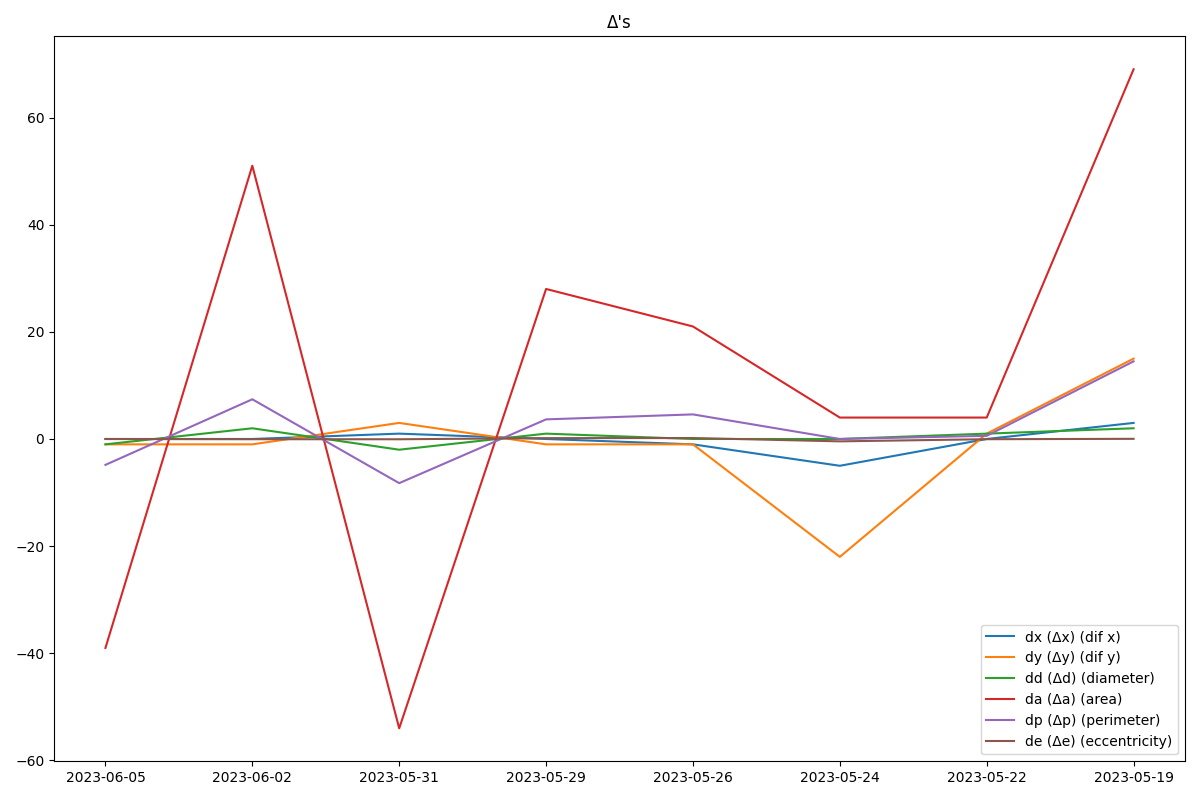 Δ's
60
40
20
0
−20
−40
−60
2023-06-05 2023-06-02 2023-05-31 2023-05-29 2023-05-26 2023-05-24 2023-05-22 2023-05-19
dx (Δx) (dif x)
dy (Δy) (dif y)
dd (Δd) (diameter)
da (Δa) (area)
dp (Δp) (perimeter)
de (Δe) (eccentricity)